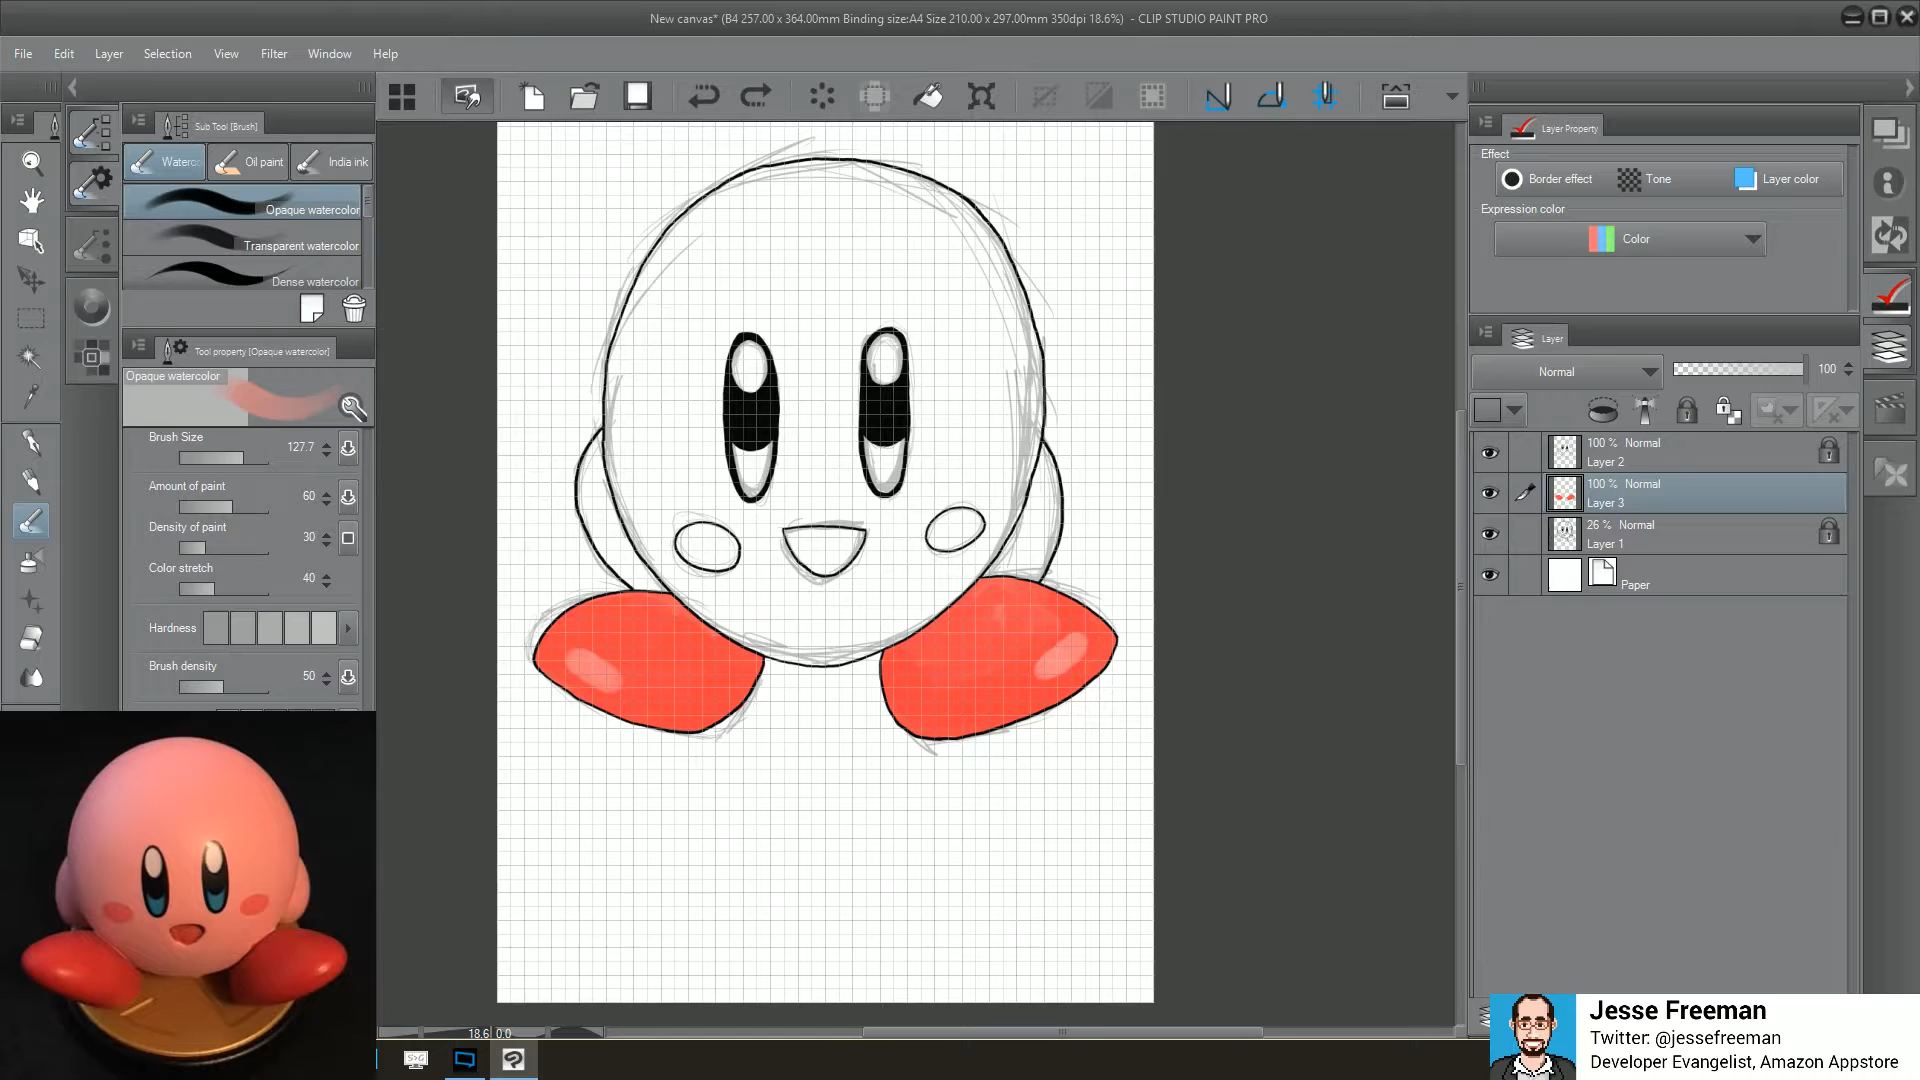 New canvas* (B4 257.00 x 364.00mm Binding size:A4 Size 210.00 x 297.00mm 350dpi 18.6%) - CLIP STUDIO PAINT PRO
File Edit Layer Selection View Filter Window Help
Sub Tool [Brush]
Waterc Oil paint India ink
Opaque watercolor
Transparent watercolor
Dense watercolor
Tool property [Opaque watercolor]
Opaque watercolor
Brush Size 127.7
Amount of paint 60
Density of paint 30
Color stretch 40
Hardness
Brush density 50
18.6 0.0
Layer Property
Effect
Border effect Tone Layer color
Expression color
Color
Layer
Normal 100
100 % Normal
Layer 2
100 % Normal
Layer 3
26 % Normal
Layer 1
Paper
Jesse Freeman
Twitter: @jessefreeman
Developer Evangelist, Amazon Appstore